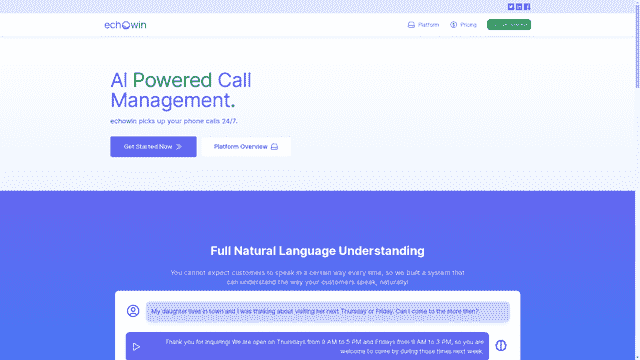 echowin
Platform
Pricing
AI Powered Call
Management.
echowin picks up your phone calls 24/7.
Get Started Now
Platform Overview
Full Natural Language Understanding
You cannot expect customers to speak in a certain way every time, so we built a system that
can understand the way your customers speak, naturally!
My daughter lives in town and I was thinking about visiting her next Thursday or Friday. Can I come to the store then?
Thank you for inquiring! We are open on Thursdays from 9 AM to 5 PM and Fridays from 11 AM to 3 PM, so you are
welcome to come by during those times next week.